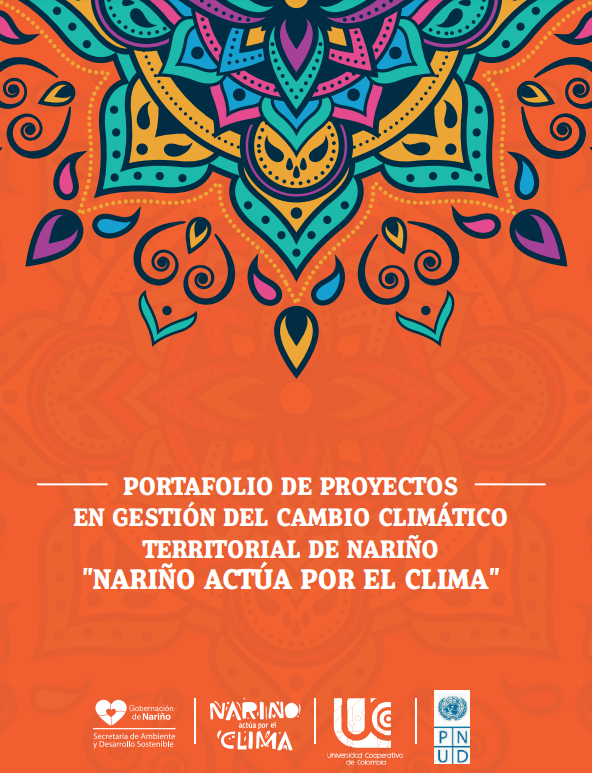 PORTAFOLIO DE PROYECTOS
EN GESTIÓN DEL CAMBIO CLIMÁTICO
TERRITORIAL DE NARIÑO
"NARIÑO ACTÚA POR EL CLIMA"
Gobernación
de Nariño
Secretaría de Ambiente
y Desarrollo Sostenible
NARIÑO
actúa por el
CLIMA
UCC
Universidad Cooperativa
de Colombia
P N
U D